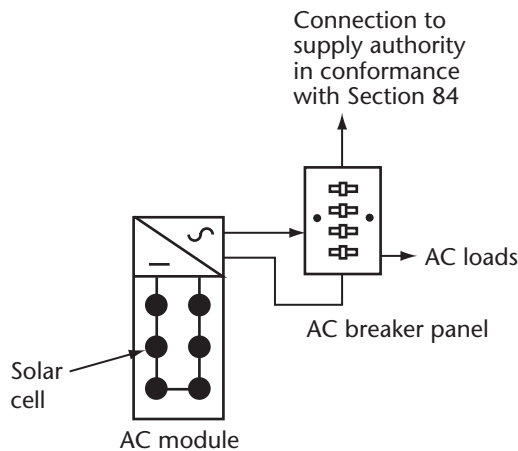 Connection to
supply authority
in conformance
with Section 84
AC loads
AC breaker panel
Solar
cell
AC module